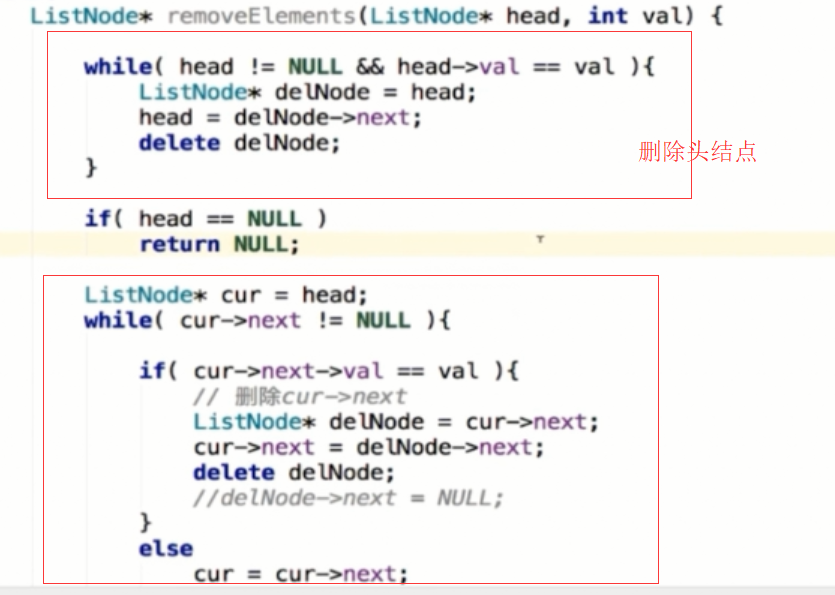 ListNode* removeElements(ListNode* head, int val) {
while( head != NULL && head->val == val ){
ListNode* delNode = head;
head = delNode->next;
delete delNode;
}
删除头结点
if( head == NULL )
return NULL;
ListNode* cur = head;
while( cur->next != NULL ){
if( cur->next->val == val ){
// 删除cur->next
ListNode* delNode = cur->next;
cur->next = delNode->next;
delete delNode;
//delNode->next = NULL;
}
else
cur = cur->next;